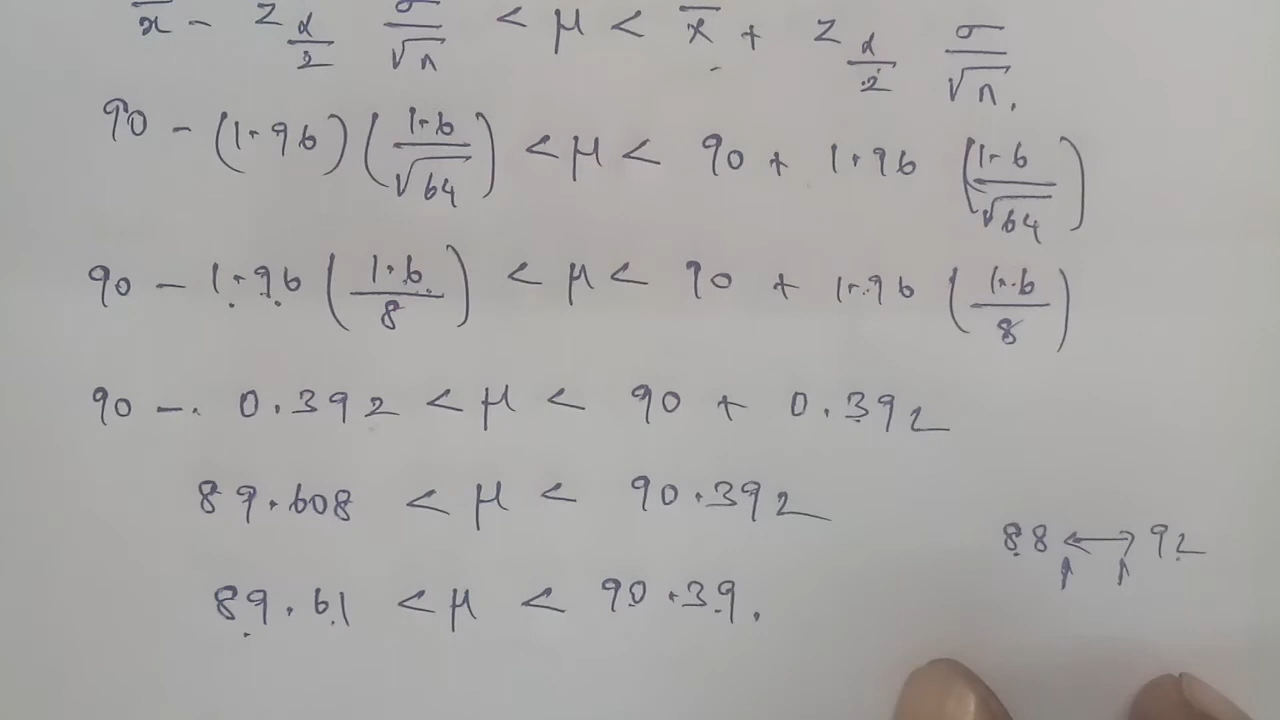 x̄ - z α/2 σ/√n < μ < x̄ + z α/2 σ/√n.
90 - (1.96) (1.6/√64) < μ < 90 + 1.96 (1.6/√64)
90 - 1.96 (1.6/8) < μ < 90 + 1.96 (1.6/8)
90 - 0.392 < μ < 90 + 0.392
89.608 < μ < 90.392
88 ↔ 92
↑ ↑
89.61 < μ < 90.39.